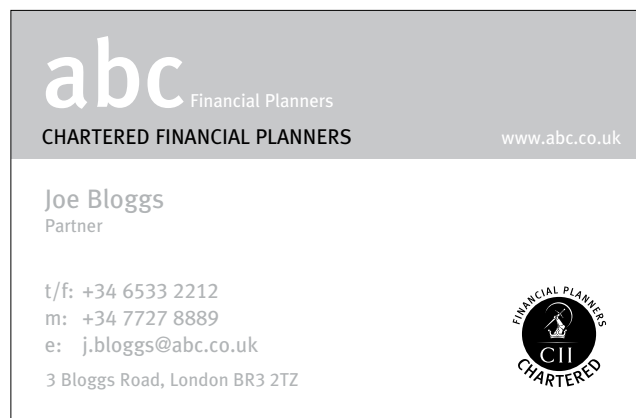 abc Financial Planners
CHARTERED FINANCIAL PLANNERS
www.abc.co.uk
Joe Bloggs
Partner
t/f: +34 6533 2212
m: +34 7727 8889
e: j.bloggs@abc.co.uk
3 Bloggs Road, London BR3 2TZ
FINANCIAL PLANNERS
CII
CHARTERED